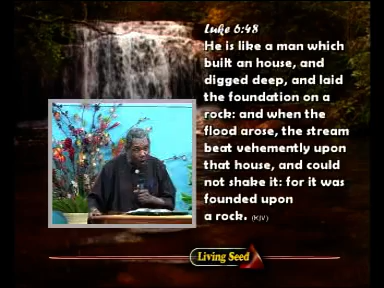 Luke 6:48
He is like a man which
built an house, and
digged deep, and laid
the foundation on a
rock: and when the
flood arose, the stream
beat vehemently upon
that house, and could
not shake it: for it was
founded upon
a rock. (KJV)
Living Seed